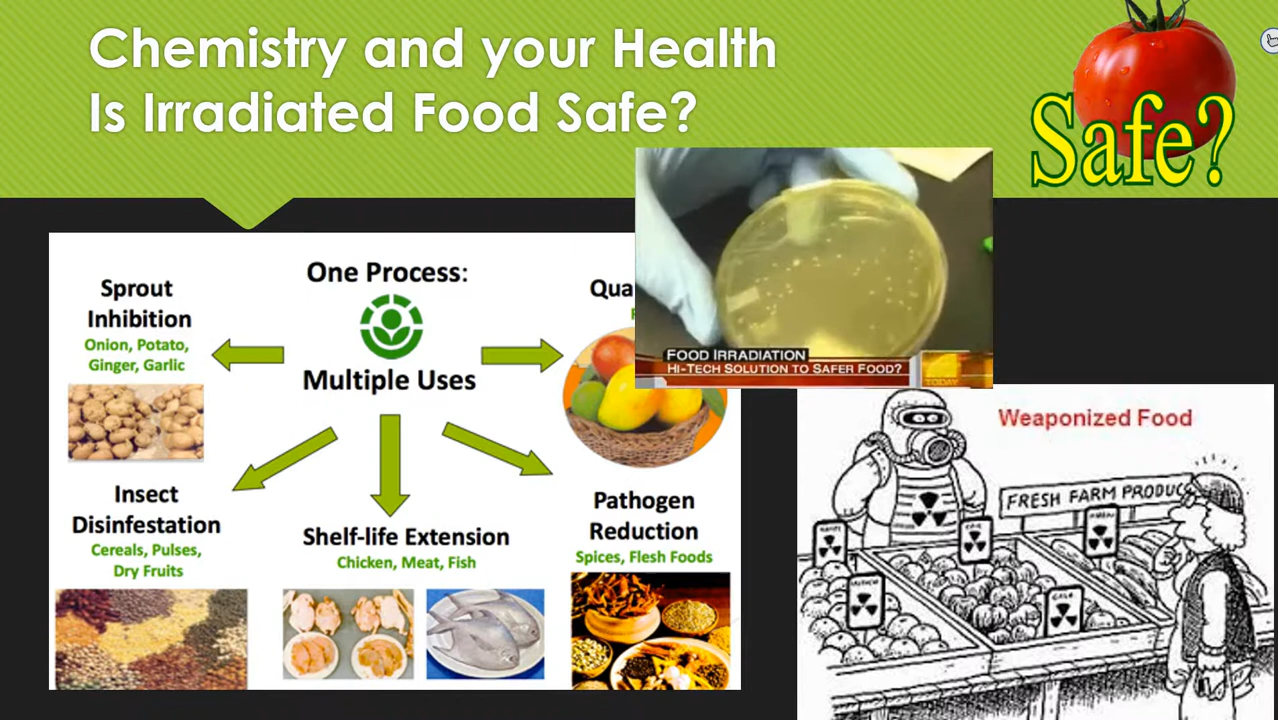 Chemistry and your Health
Is Irradiated Food Safe?
Safe?
One Process:
Multiple Uses
Sprout
Inhibition
Onion, Potato,
Ginger, Garlic
Qua
Insect
Disinfestation
Cereals, Pulses,
Dry Fruits
Shelf-life Extension
Chicken, Meat, Fish
Pathogen
Reduction
Spices, Flesh Foods
FOOD IRRADIATION
HI-TECH SOLUTION TO SAFER FOOD?
TODAY
Weaponized Food
FRESH FARM PRODUC